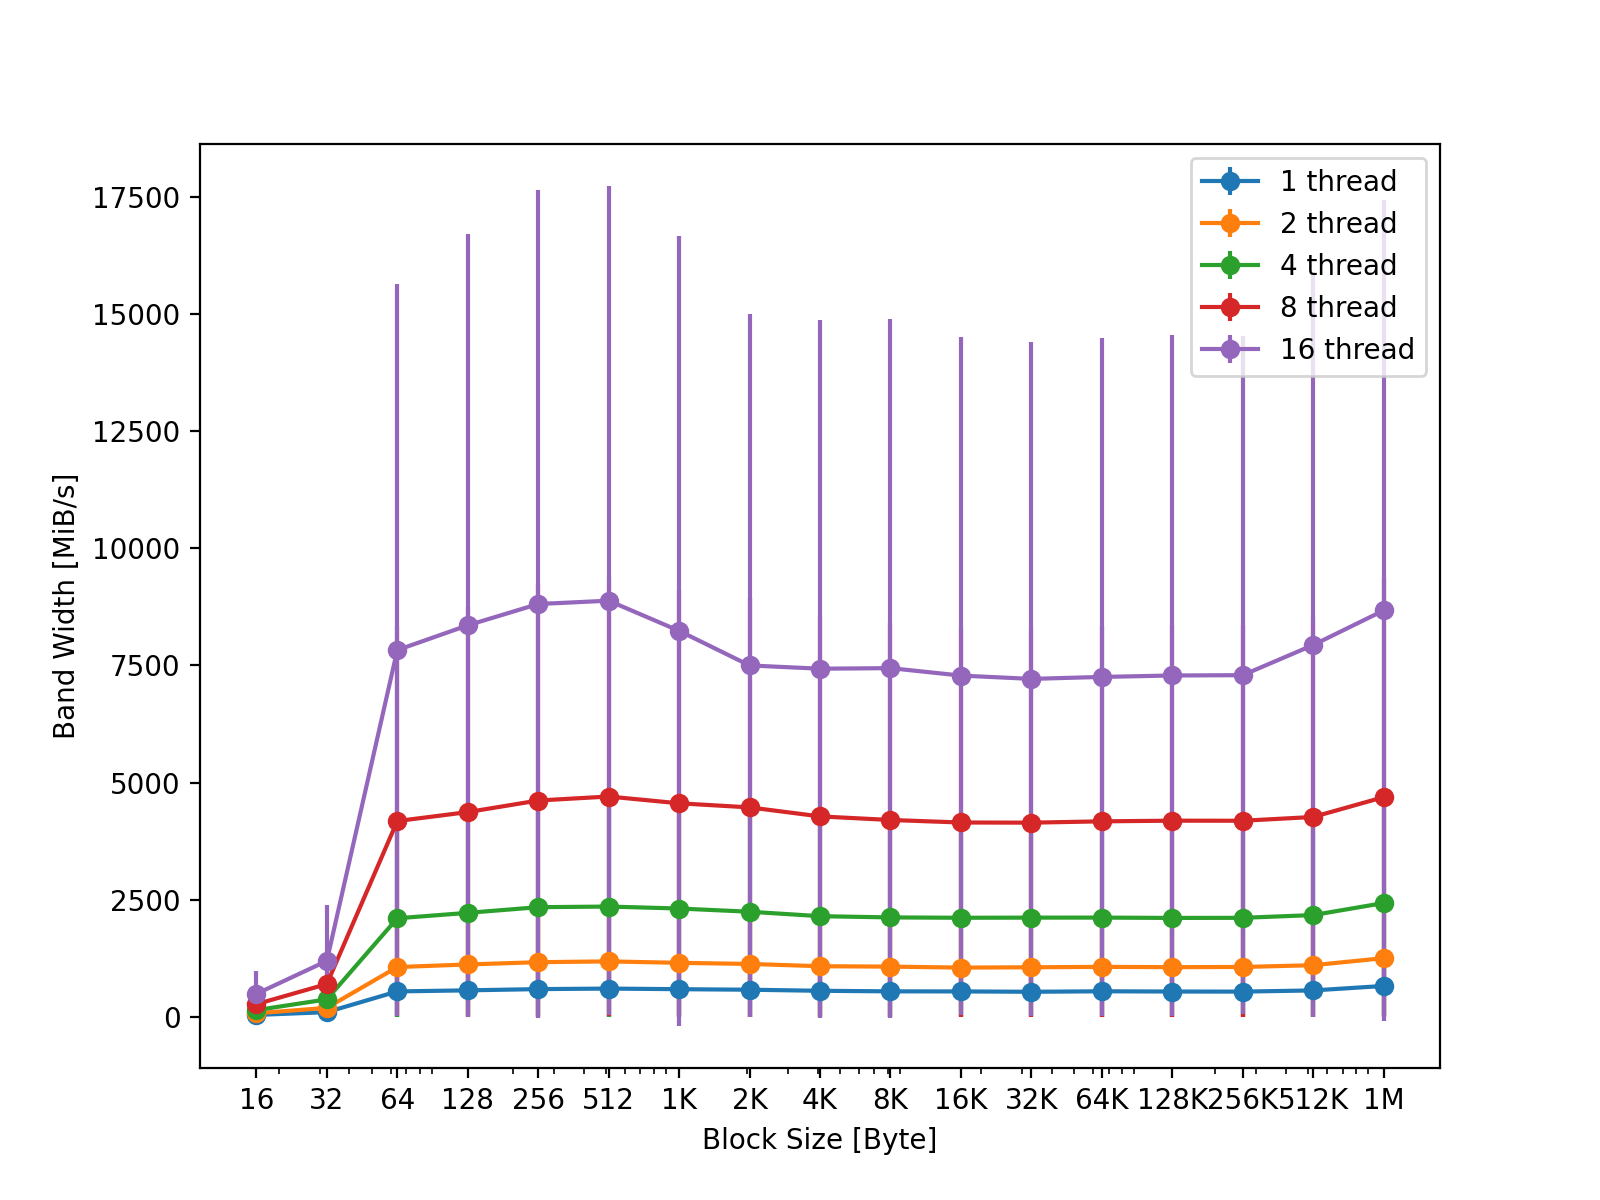 17500
15000
12500
10000
7500
5000
2500
0
Band Width [MiB/s]
1 thread
2 thread
4 thread
8 thread
16 thread
16 32 64 128 256 512 1K 2K 4K 8K 16K 32K 64K 128K 256K 512K 1M
Block Size [Byte]